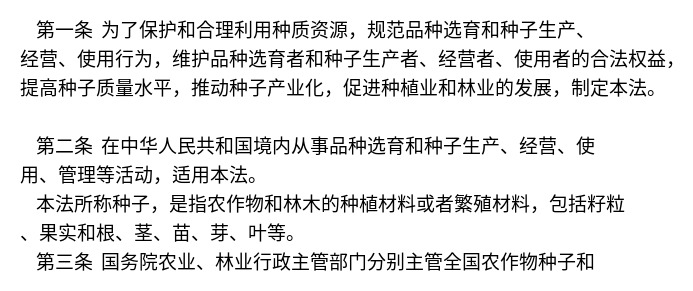 第一条 为了保护和合理利用种质资源，规范品种选育和种子生产、
经营、使用行为，维护品种选育者和种子生产者、经营者、使用者的合法权益，
提高种子质量水平，推动种子产业化，促进种植业和林业的发展，制定本法。
第二条 在中华人民共和国境内从事品种选育和种子生产、经营、使
用、管理等活动，适用本法。
本法所称种子，是指农作物和林木的种植材料或者繁殖材料，包括籽粒
、果实和根、茎、苗、芽、叶等。
第三条 国务院农业、林业行政主管部门分别主管全国农作物种子和